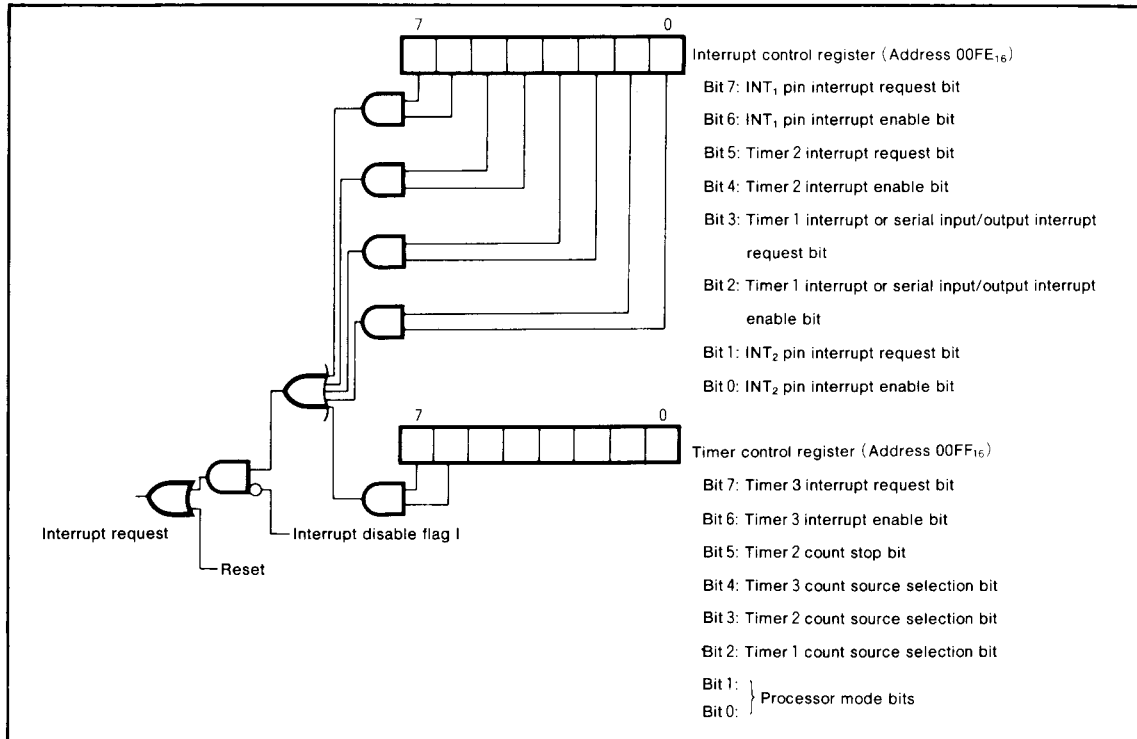 7 0
Interrupt control register (Address 00FE₁₆)
Bit 7: INT₁ pin interrupt request bit
Bit 6: INT₁ pin interrupt enable bit
Bit 5: Timer 2 interrupt request bit
Bit 4: Timer 2 interrupt enable bit
Bit 3: Timer 1 interrupt or serial input/output interrupt
request bit
Bit 2: Timer 1 interrupt or serial input/output interrupt
enable bit
Bit 1: INT₂ pin interrupt request bit
Bit 0: INT₂ pin interrupt enable bit
7 0
Timer control register (Address 00FF₁₆)
Bit 7: Timer 3 interrupt request bit
Bit 6: Timer 3 interrupt enable bit
Bit 5: Timer 2 count stop bit
Bit 4: Timer 3 count source selection bit
Bit 3: Timer 2 count source selection bit
Bit 2: Timer 1 count source selection bit
Bit 1:
Processor mode bits
Bit 0:
Interrupt request
Interrupt disable flag I
Reset